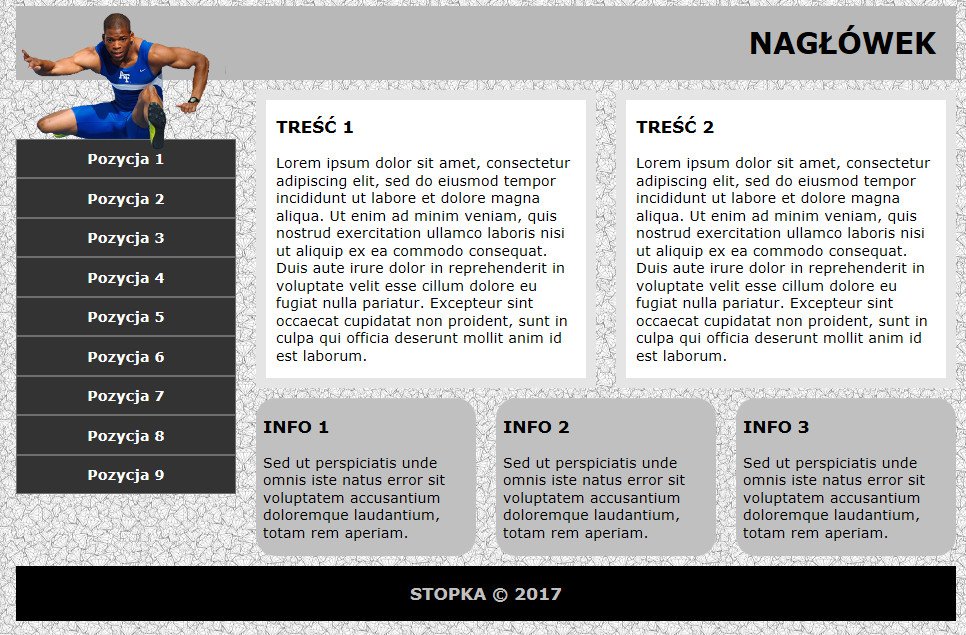 NAGŁÓWEK
AF
Pozycja 1
Pozycja 2
Pozycja 3
Pozycja 4
Pozycja 5
Pozycja 6
Pozycja 7
Pozycja 8
Pozycja 9
TREŚĆ 1
Lorem ipsum dolor sit amet, consectetur
adipiscing elit, sed do eiusmod tempor
incididunt ut labore et dolore magna
aliqua. Ut enim ad minim veniam, quis
nostrud exercitation ullamco laboris nisi
ut aliquip ex ea commodo consequat.
Duis aute irure dolor in reprehenderit in
voluptate velit esse cillum dolore eu
fugiat nulla pariatur. Excepteur sint
occaecat cupidatat non proident, sunt in
culpa qui officia deserunt mollit anim id
est laborum.
TREŚĆ 2
Lorem ipsum dolor sit amet, consectetur
adipiscing elit, sed do eiusmod tempor
incididunt ut labore et dolore magna
aliqua. Ut enim ad minim veniam, quis
nostrud exercitation ullamco laboris nisi
ut aliquip ex ea commodo consequat.
Duis aute irure dolor in reprehenderit in
voluptate velit esse cillum dolore eu
fugiat nulla pariatur. Excepteur sint
occaecat cupidatat non proident, sunt in
culpa qui officia deserunt mollit anim id
est laborum.
INFO 1
Sed ut perspiciatis unde
omnis iste natus error sit
voluptatem accusantium
doloremque laudantium,
totam rem aperiam.
INFO 2
Sed ut perspiciatis unde
omnis iste natus error sit
voluptatem accusantium
doloremque laudantium,
totam rem aperiam.
INFO 3
Sed ut perspiciatis unde
omnis iste natus error sit
voluptatem accusantium
doloremque laudantium,
totam rem aperiam.
STOPKA © 2017